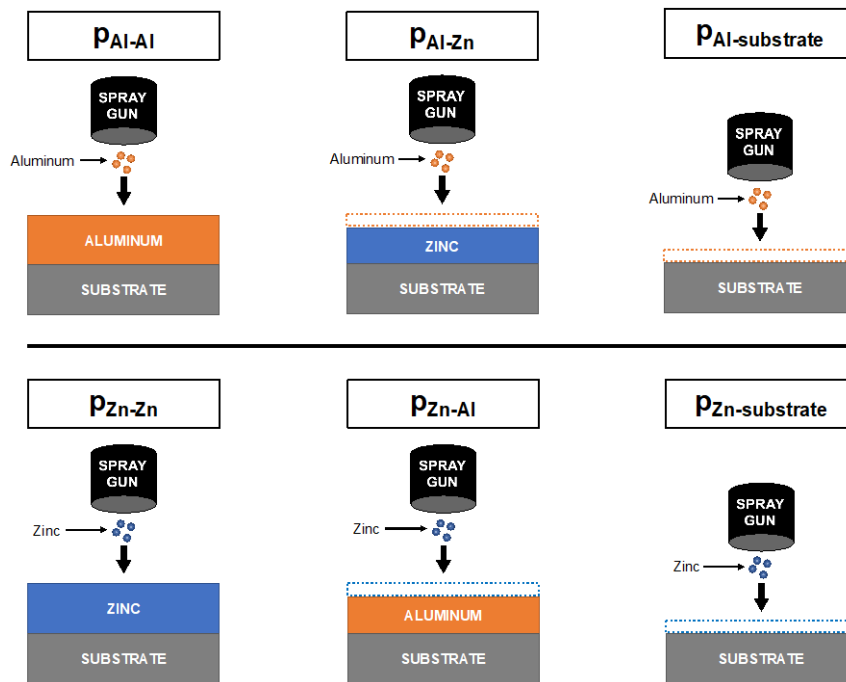 pAl-Al
pAl-Zn
pAl-substrate
SPRAY
GUN
SPRAY
GUN
SPRAY
GUN
Aluminum
Aluminum
Aluminum
ALUMINUM
ZINC
SUBSTRATE
SUBSTRATE
SUBSTRATE
pZn-Zn
pZn-Al
pZn-substrate
SPRAY
GUN
SPRAY
GUN
SPRAY
GUN
Zinc
Zinc
Zinc
ZINC
ALUMINUM
SUBSTRATE
SUBSTRATE
SUBSTRATE